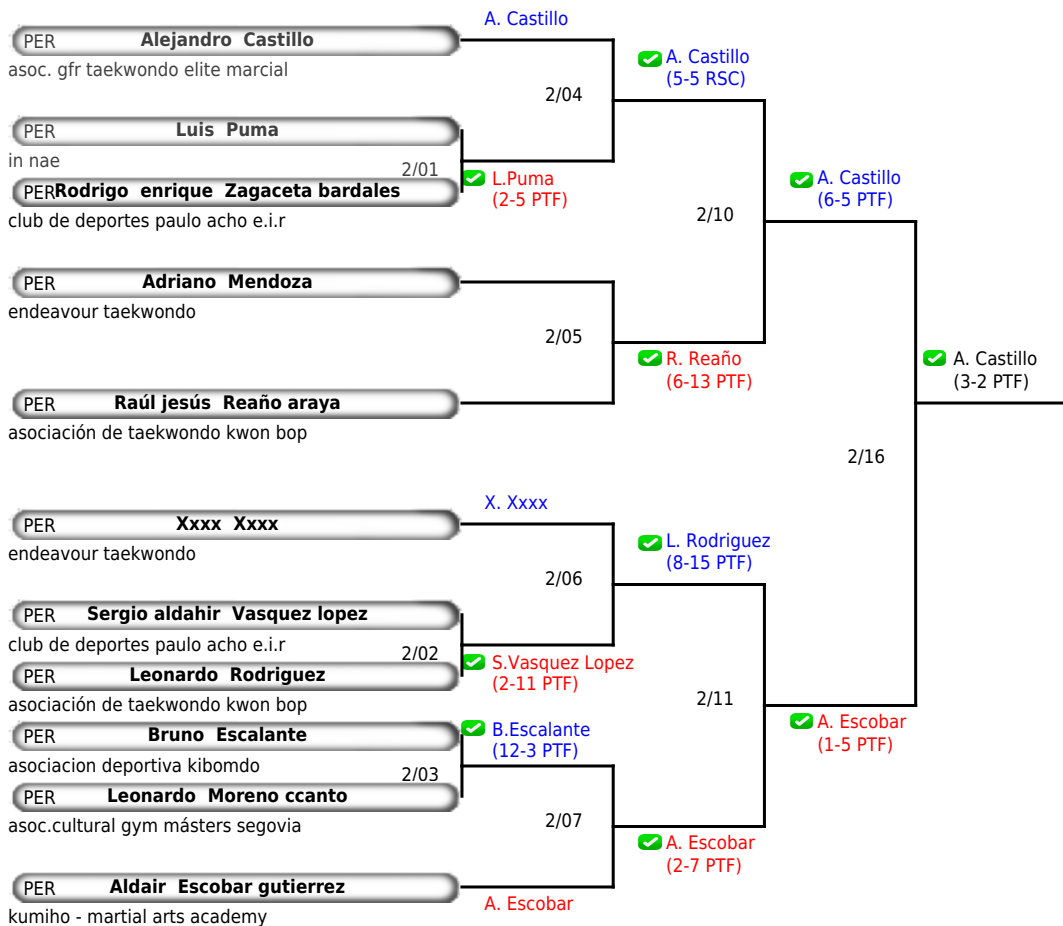 A. Castillo
PER Alejandro Castillo
asoc. gfr taekwondo elite marcial
A. Castillo
(5-5 RSC)
2/04
PER Luis Puma
in nae
2/01
L.Puma
(2-5 PTF)
PER Rodrigo enrique Zagaceta bardales
club de deportes paulo acho e.i.r
A. Castillo
(6-5 PTF)
2/10
PER Adriano Mendoza
endeavour taekwondo
2/05
R. Reaño
(6-13 PTF)
A. Castillo
(3-2 PTF)
PER Raúl jesús Reaño araya
asociación de taekwondo kwon bop
2/16
X. Xxxx
PER Xxxx Xxxx
endeavour taekwondo
L. Rodriguez
(8-15 PTF)
2/06
PER Sergio aldahir Vasquez lopez
club de deportes paulo acho e.i.r
2/02
S.Vasquez Lopez
(2-11 PTF)
PER Leonardo Rodriguez
asociación de taekwondo kwon bop
2/11
A. Escobar
(1-5 PTF)
B.Escalante
(12-3 PTF)
PER Bruno Escalante
asociacion deportiva kibomdo
2/03
PER Leonardo Moreno ccanto
asoc.cultural gym másters segovia
2/07
A. Escobar
(2-7 PTF)
PER Aldair Escobar gutierrez
kumiho - martial arts academy
A. Escobar